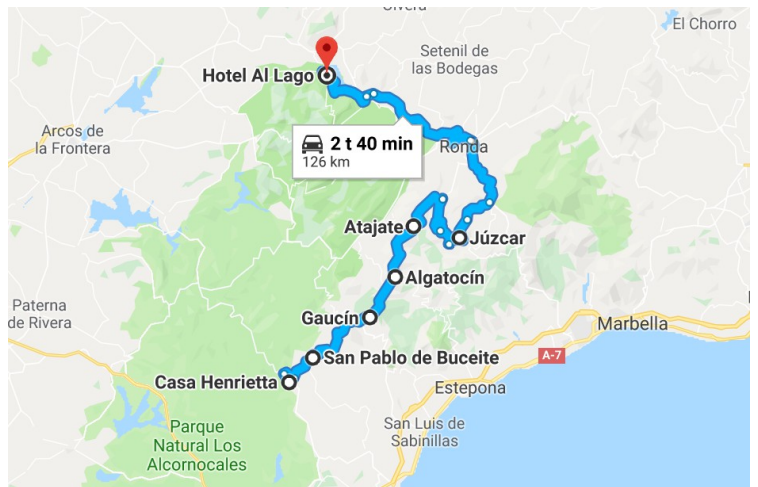 El Chorro
Setenil de
las Bodegas
Hotel Al Lago
Arcos de
la Frontera
2 t 40 min
126 km
Ronda
Atajate
Júzcar
Algatocín
Paterna
de Rivera
Gaucín
Marbella
San Pablo de Buceite
A-7
Casa Henrietta
Estepona
Parque
Natural Los
Alcornocales
San Luis de
Sabinillas